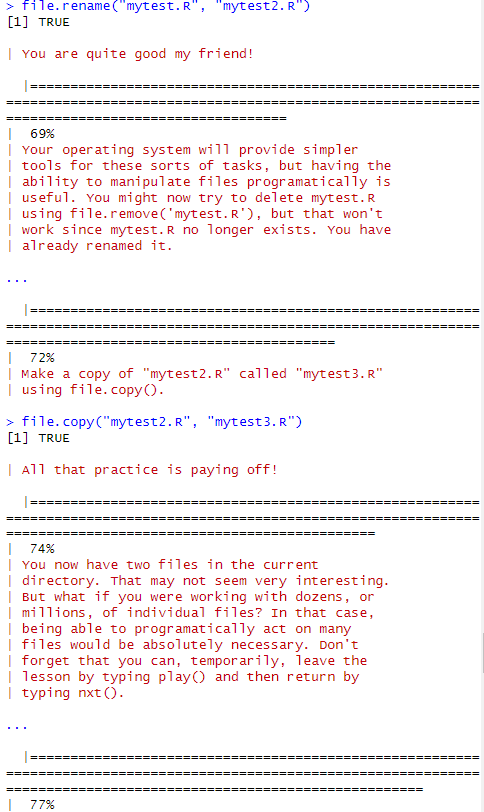 > file.rename("mytest.R", "mytest2.R")
[1] TRUE
| You are quite good my friend!
|========================================================
===========================================================
===================================
| 69%
| Your operating system will provide simpler
| tools for these sorts of tasks, but having the
| ability to manipulate files programatically is
| useful. You might now try to delete mytest.R
| using file.remove('mytest.R'), but that won't
| work since mytest.R no longer exists. You have
| already renamed it.
...
|========================================================
===========================================================
=========================================
| 72%
| Make a copy of "mytest2.R" called "mytest3.R"
| using file.copy().
> file.copy("mytest2.R", "mytest3.R")
[1] TRUE
| All that practice is paying off!
|========================================================
===========================================================
==============================================
| 74%
| You now have two files in the current
| directory. That may not seem very interesting.
| But what if you were working with dozens, or
| millions, of individual files? In that case,
| being able to programatically act on many
| files would be absolutely necessary. Don't
| forget that you can, temporarily, leave the
| lesson by typing play() and then return by
| typing nxt().
...
|========================================================
===========================================================
====================================================
| 77%